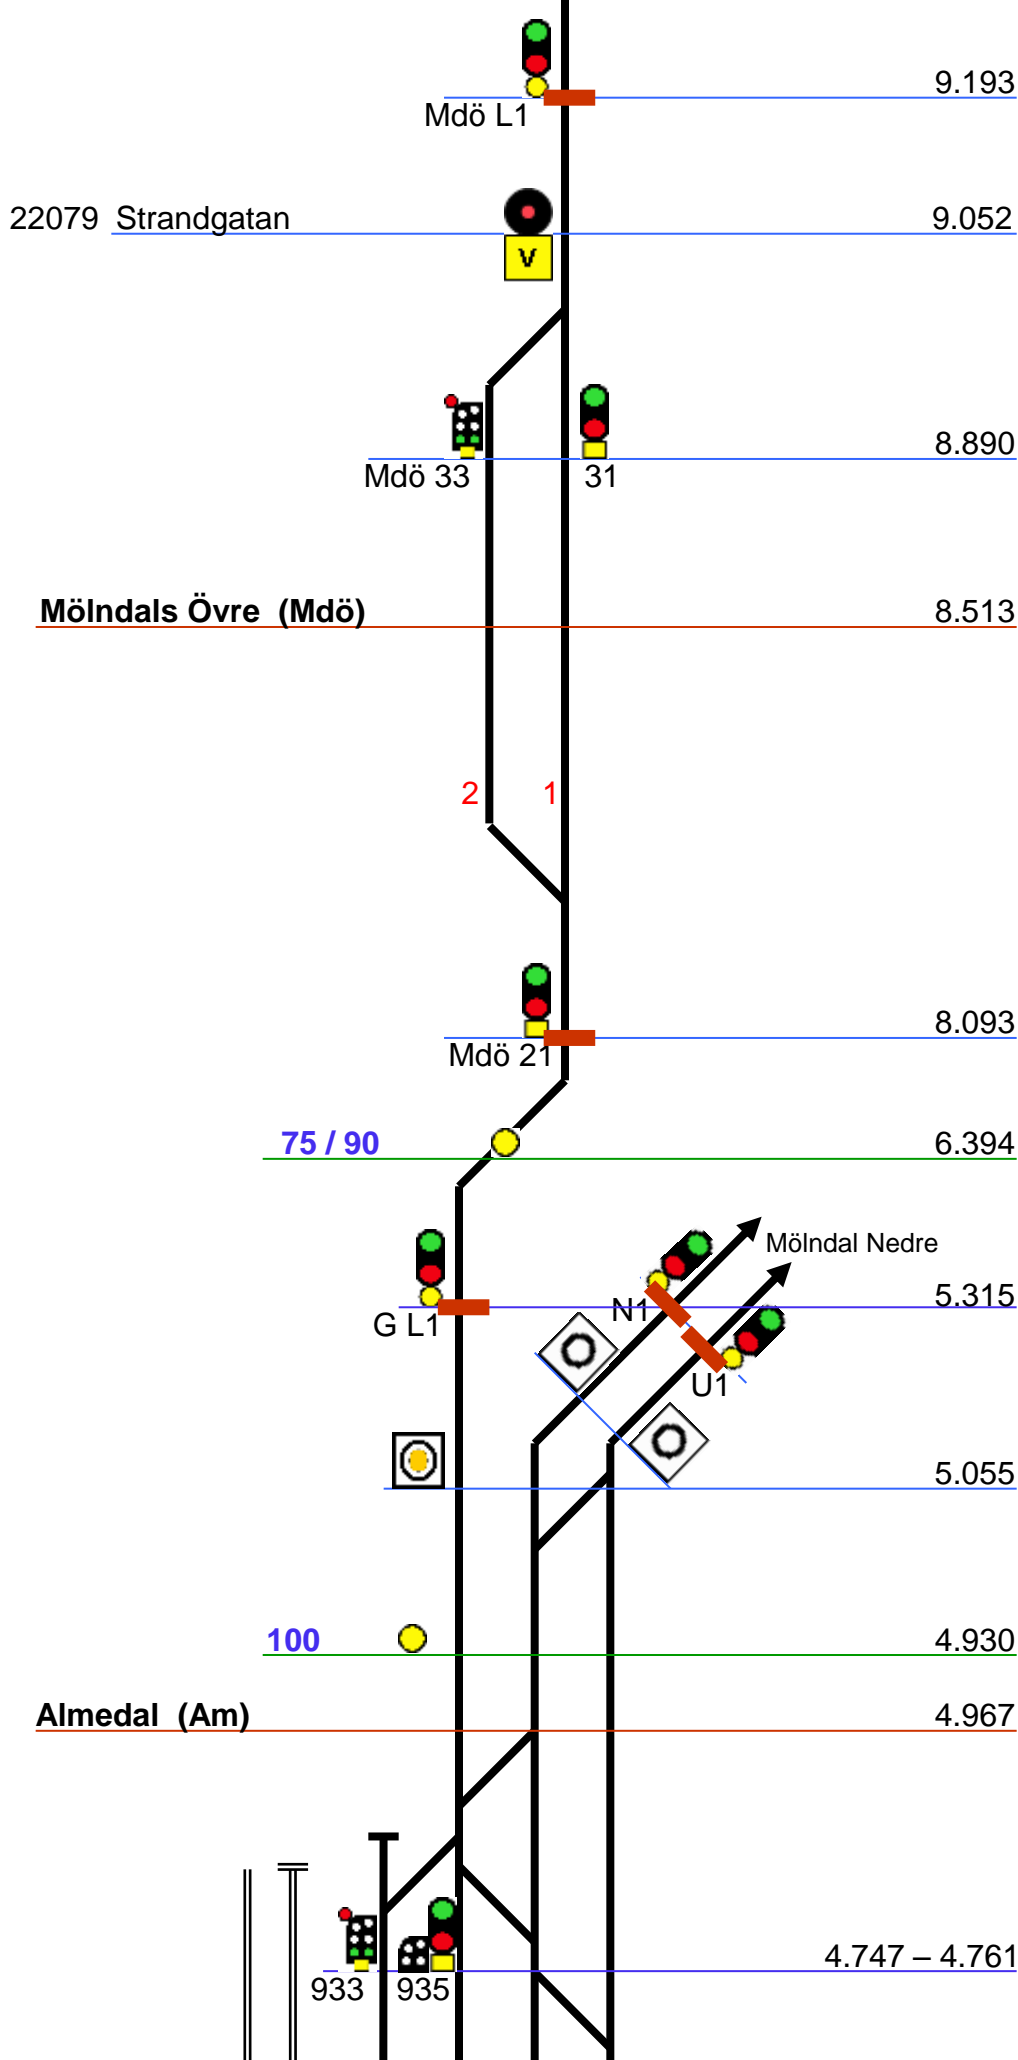 9.193
Mdö L1
22079 Strandgatan
9.052
V
8.890
Mdö 33
31
Mölndals Övre (Mdö)
8.513
2
1
8.093
Mdö 21
75 / 90
6.394
Mölndal Nedre
5.315
N1
G L1
U1
5.055
100
4.930
Almedal (Am)
4.967
4.747 – 4.761
933
935